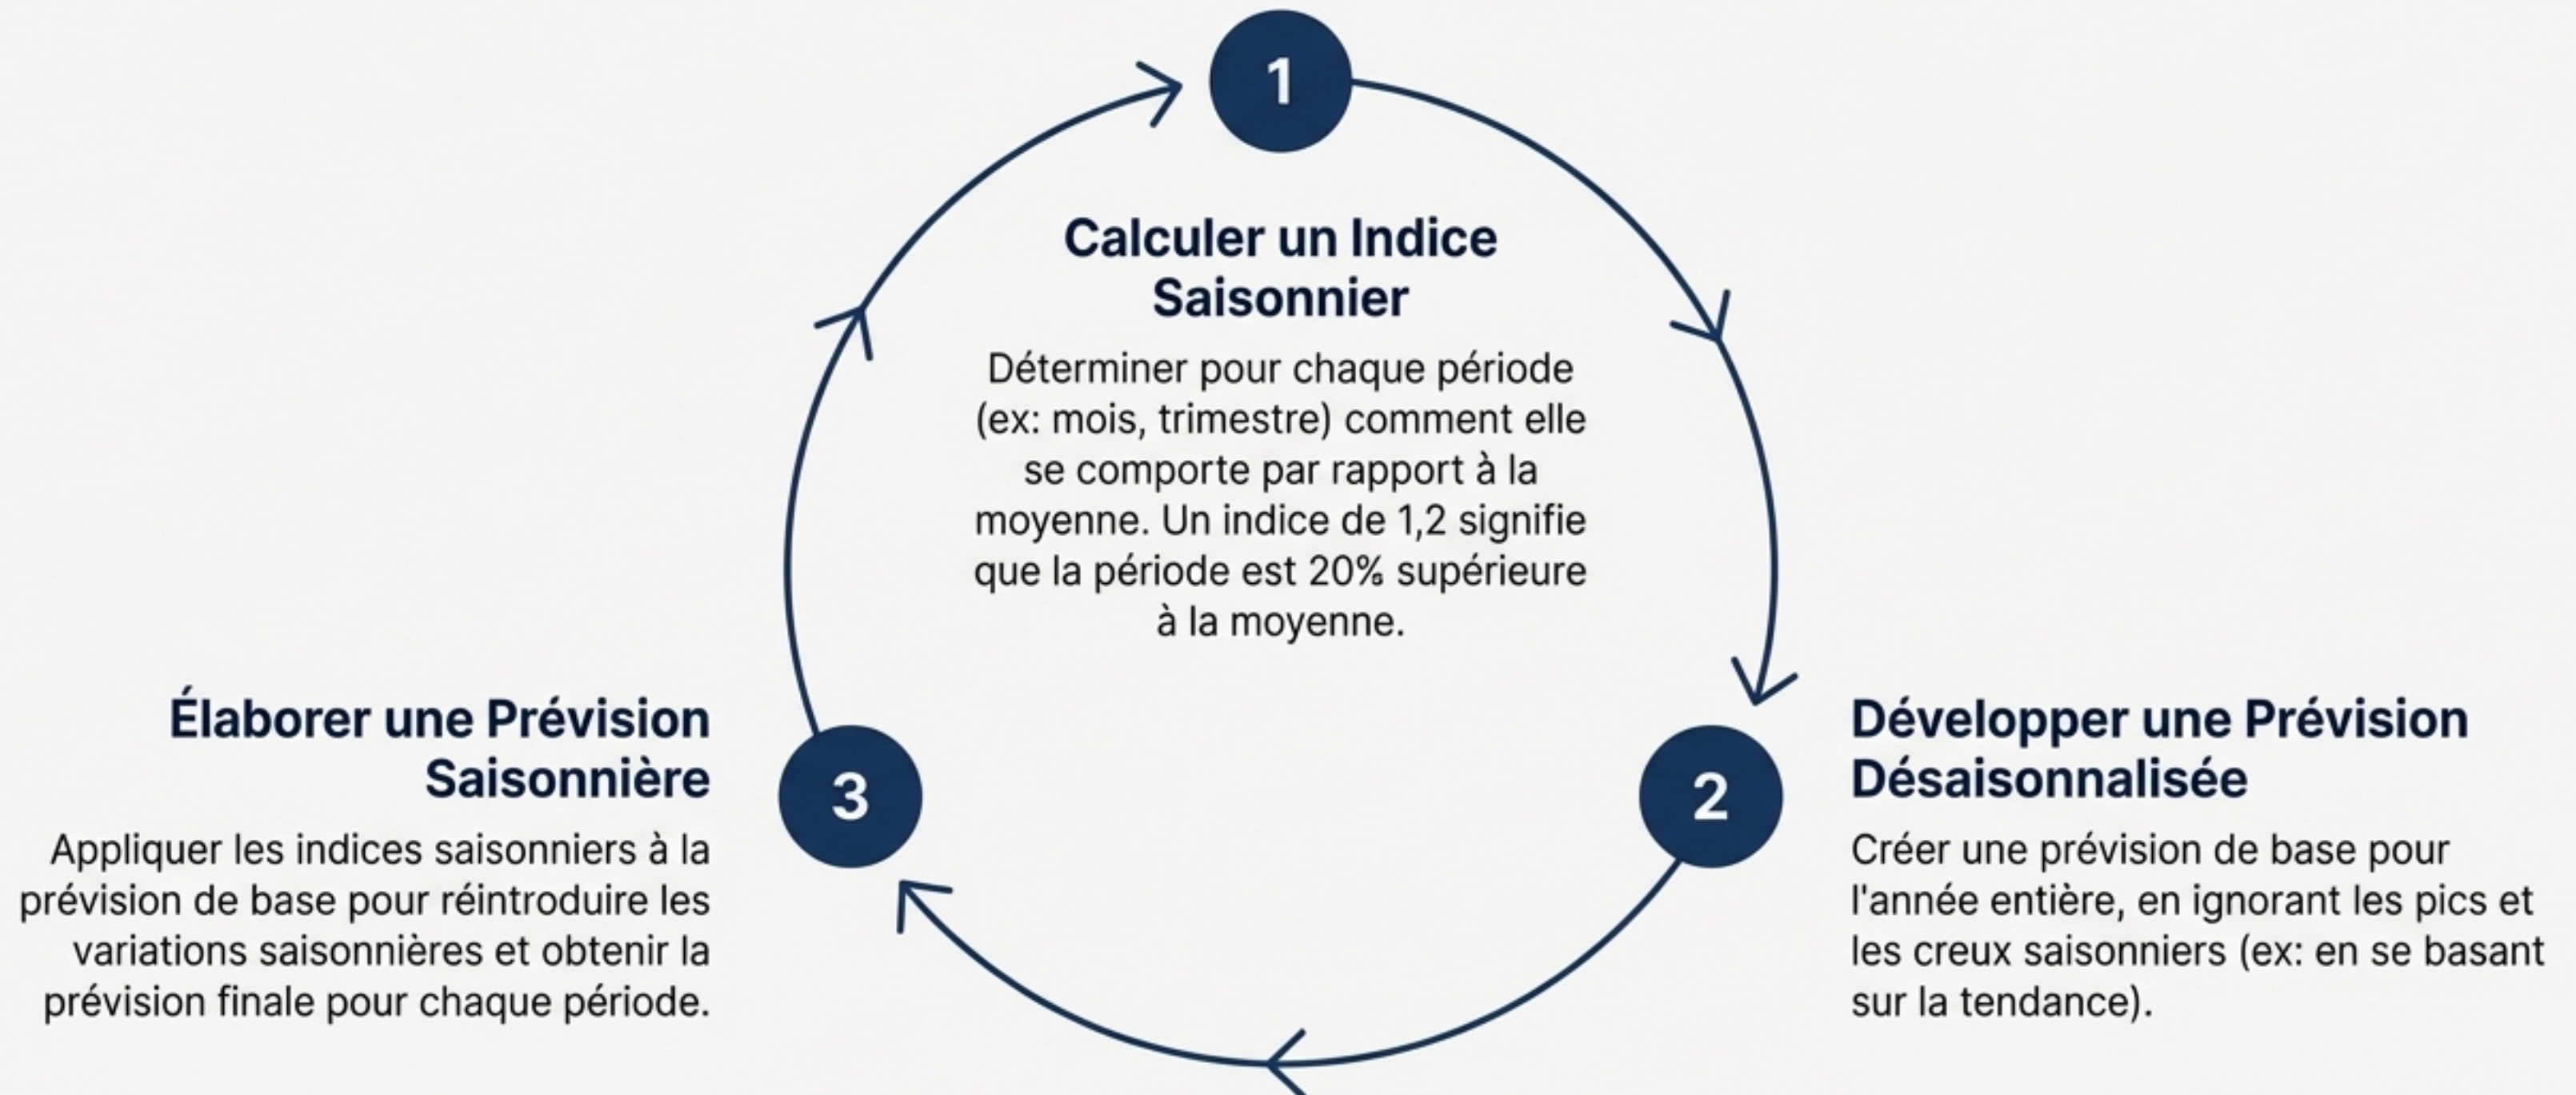 1
Calculer un Indice
Saisonnier
Déterminer pour chaque période
(ex: mois, trimestre) comment elle
se comporte par rapport à la
moyenne. Un indice de 1,2 signifie
que la période est 20% supérieure
à la moyenne.
2
Développer une Prévision
Désaisonnalisée
Créer une prévision de base pour
l'année entière, en ignorant les pics et
les creux saisonniers (ex: en se basant
sur la tendance).
3
Élaborer une Prévision
Saisonnière
Appliquer les indices saisonniers à la
prévision de base pour réintroduire les
variations saisonnières et obtenir la
prévision finale pour chaque période.